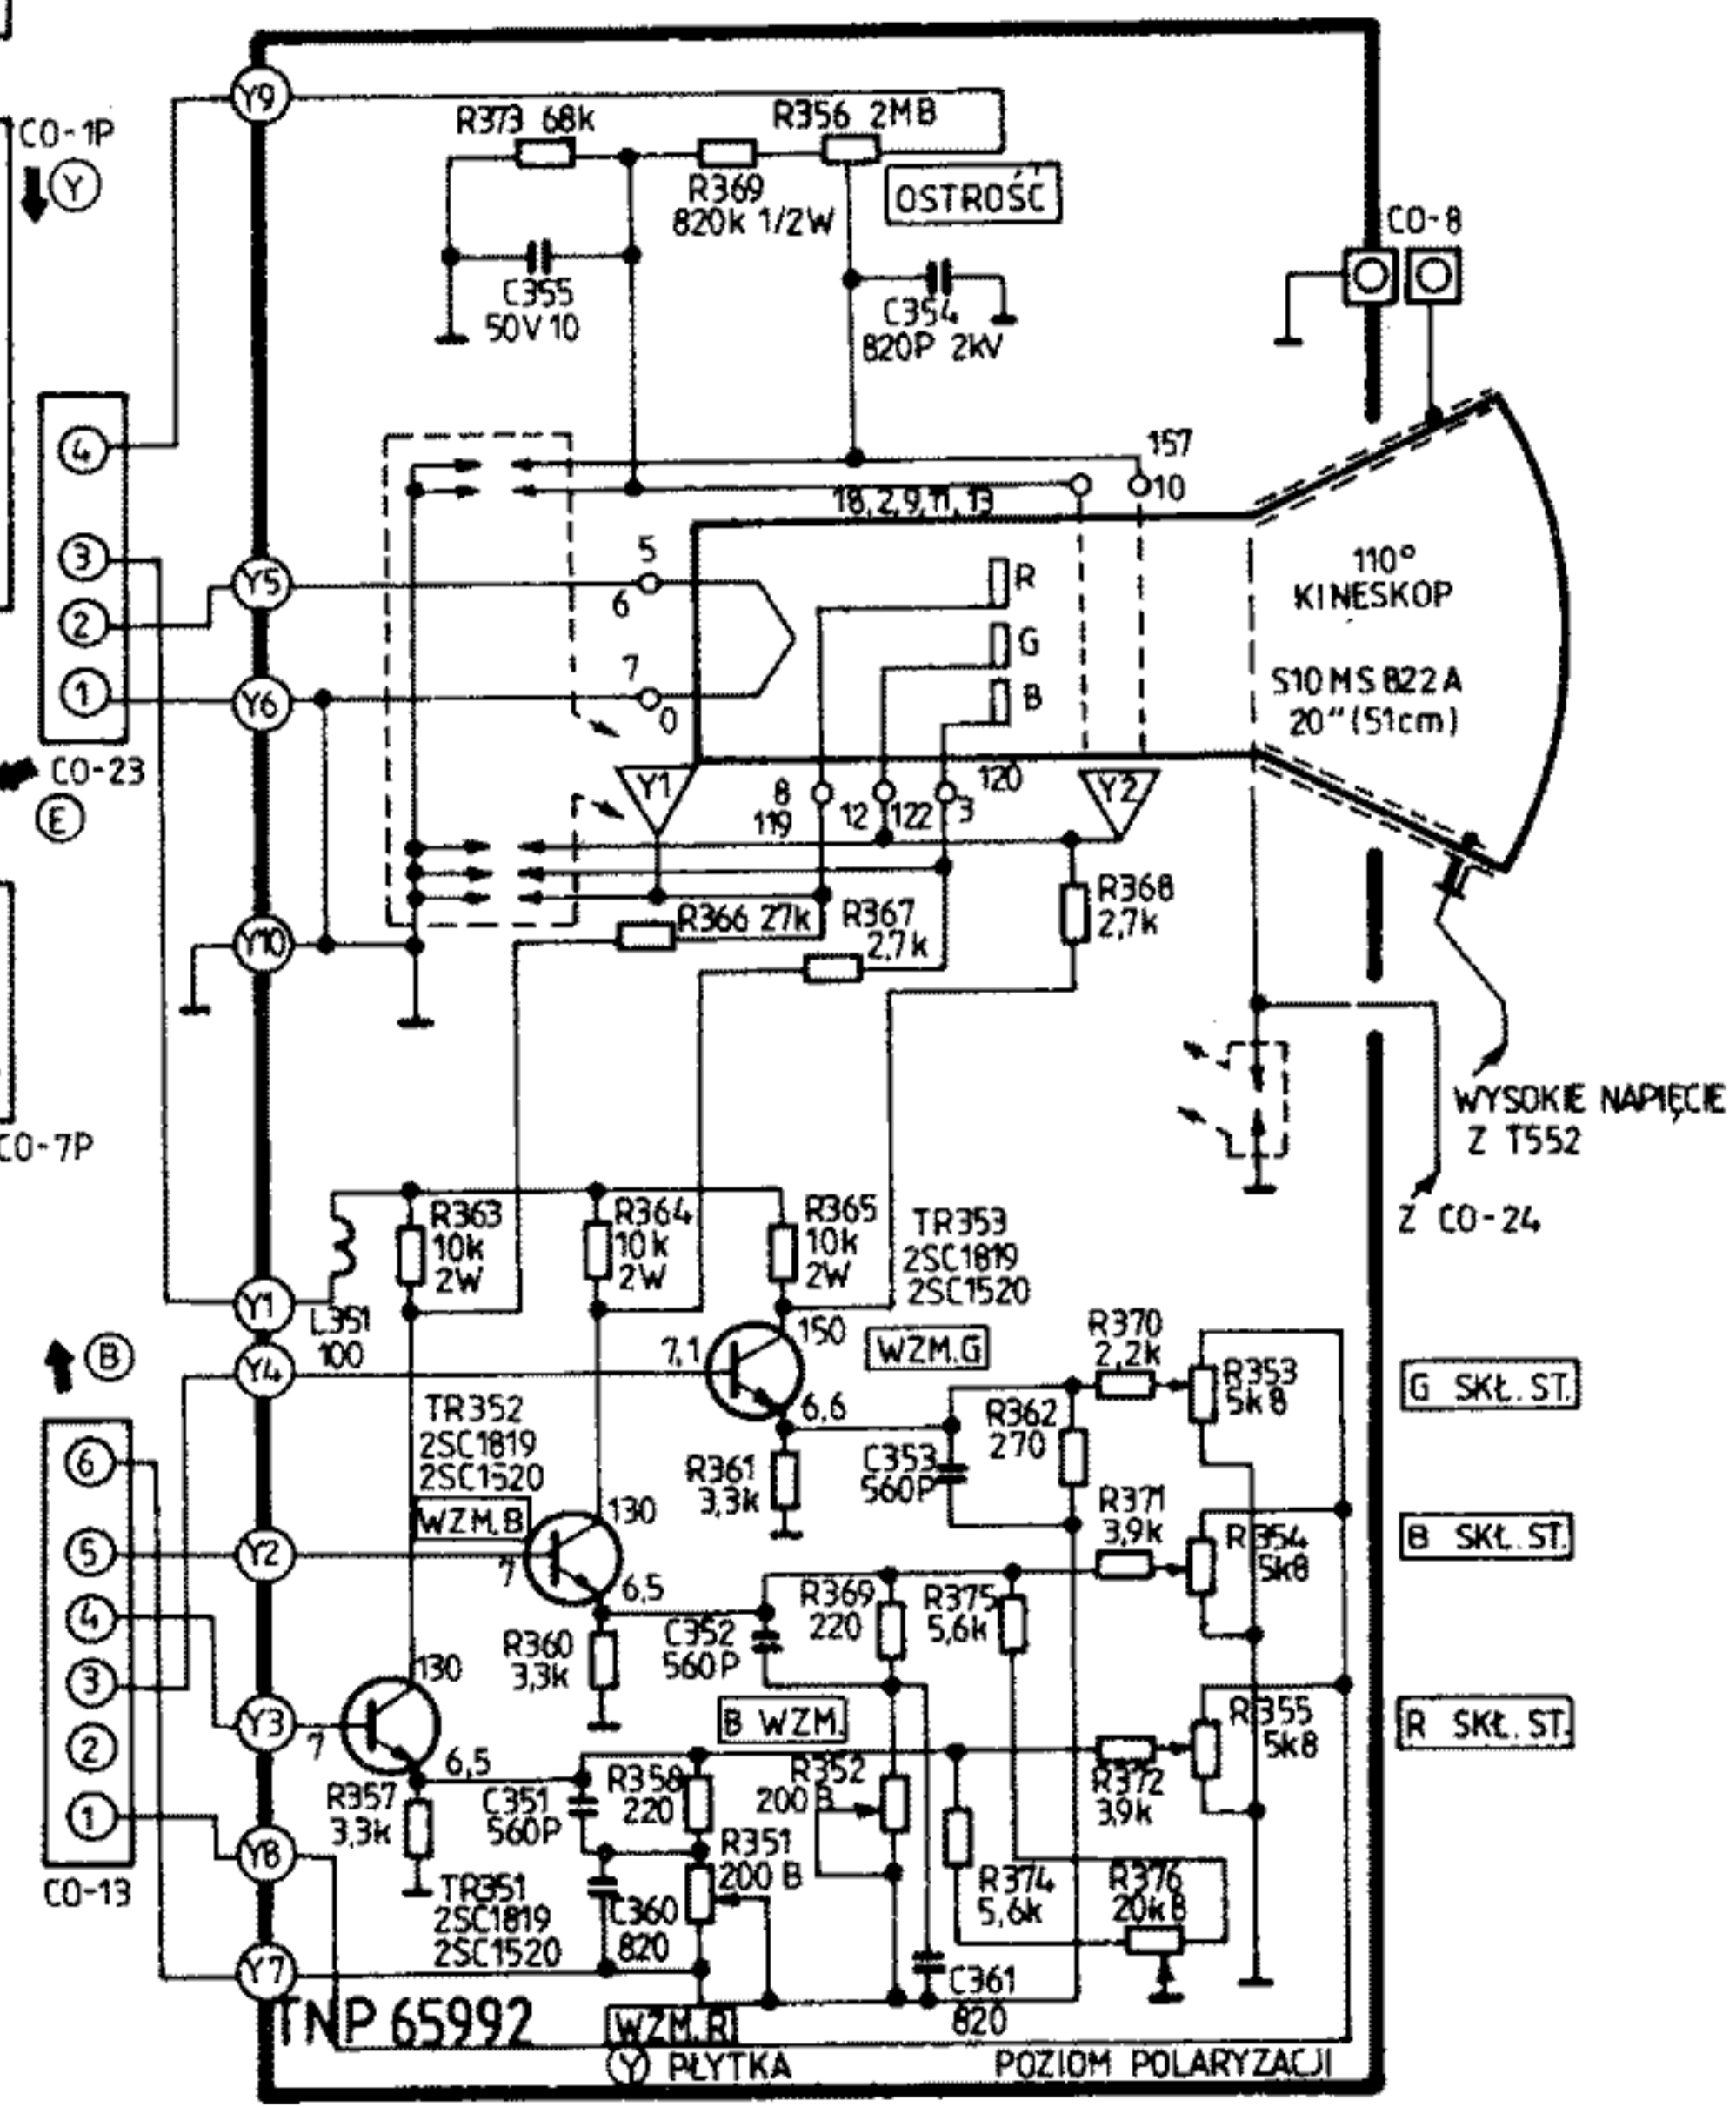 Y9
CO-1P
Y
R373 68k
R356 2MB
R369
820k 1/2W
OSTROŚĆ
C355
50V 10
C354
820P 2kV
CO-8
4
3
2
1
CO-23
E
Y5
Y6
Y10
5
6
7
0
157
10
18,2,9,11,13
R
G
B
110°
KINESKOP
S10 MS 822A
20" (51cm)
Y1
8
119
12
122
3
120
Y2
R366 27k
R367
2,7k
R368
2,7k
CO-7P
WYSOKIE NAPIĘCIE
Z T552
Z CO-24
Y1
L351
100
R363
10k
2W
R364
10k
2W
R365
10k
2W
TR353
2SC1819
2SC1520
150
WZM.G
7,1
6,6
B
Y4
R370
2,2k
R353
5k8
G SKŁ. ST.
TR352
2SC1819
2SC1520
WZM.B
130
7
6,5
R361
3,3k
C353
560P
R362
270
R371
3,9k
R354
5k8
B SKŁ. ST.
6
5
4
3
2
1
CO-13
Y2
Y3
Y8
Y7
R360
3,3k
C352
560P
R369
220
R375
5,6k
130
7
6,5
B WZM.
R355
5k8
R SKŁ. ST.
R357
3,3k
C351
560P
R358
220
R352
200 B
R372
3,9k
R351
200 B
TR351
2SC1819
2SC1520
C360
820
R374
5,6k
R376
20kB
C361
820
TNP 65992
WZM.R
Y PŁYTKA
POZIOM POLARYZACJI